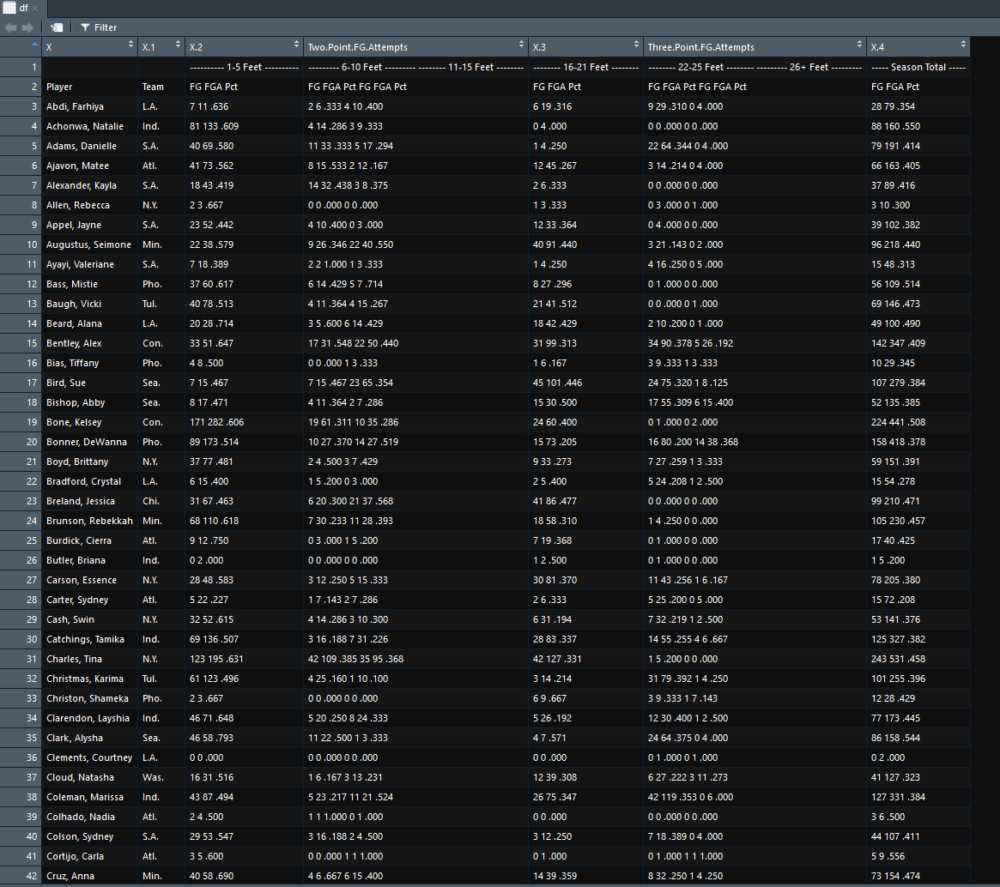 df ×
Filter
X X.1 X.2 Two.Point.FG.Attempts X.3 Three.Point.FG.Attempts X.4
1 ---------- 1-5 Feet ---------- --------- 6-10 Feet --------- -------- 11-15 Feet -------- -------- 16-21 Feet -------- -------- 22-25 Feet -------- --------- 26+ Feet --------- ----- Season Total -----
2 Player Team FG FGA Pct FG FGA Pct FG FGA Pct FG FGA Pct FG FGA Pct FG FGA Pct FG FGA Pct
3 Abdi, Farhiya L.A. 7 11 .636 2 6 .333 4 10 .400 6 19 .316 9 29 .310 0 4 .000 28 79 .354
4 Achonwa, Natalie Ind. 81 133 .609 4 14 .286 3 9 .333 0 4 .000 0 0 .000 0 0 .000 88 160 .550
5 Adams, Danielle S.A. 40 69 .580 11 33 .333 5 17 .294 1 4 .250 22 64 .344 0 4 .000 79 191 .414
6 Ajavon, Matee Atl. 41 73 .562 8 15 .533 2 12 .167 12 45 .267 3 14 .214 0 4 .000 66 163 .405
7 Alexander, Kayla S.A. 18 43 .419 14 32 .438 3 8 .375 2 6 .333 0 0 .000 0 0 .000 37 89 .416
8 Allen, Rebecca N.Y. 2 3 .667 0 0 .000 0 0 .000 1 3 .333 0 3 .000 0 1 .000 3 10 .300
9 Appel, Jayne S.A. 23 52 .442 4 10 .400 0 3 .000 12 33 .364 0 4 .000 0 0 .000 39 102 .382
10 Augustus, Seimone Min. 22 38 .579 9 26 .346 22 40 .550 40 91 .440 3 21 .143 0 2 .000 96 218 .440
11 Ayayi, Valeriane S.A. 7 18 .389 2 2 1.000 1 3 .333 1 4 .250 4 16 .250 0 5 .000 15 48 .313
12 Bass, Mistie Pho. 37 60 .617 6 14 .429 5 7 .714 8 27 .296 0 1 .000 0 0 .000 56 109 .514
13 Baugh, Vicki Tul. 40 78 .513 4 11 .364 4 15 .267 21 41 .512 0 0 .000 0 1 .000 69 146 .473
14 Beard, Alana L.A. 20 28 .714 3 5 .600 6 14 .429 18 42 .429 2 10 .200 0 1 .000 49 100 .490
15 Bentley, Alex Con. 33 51 .647 17 31 .548 22 50 .440 31 99 .313 34 90 .378 5 26 .192 142 347 .409
16 Bias, Tiffany Pho. 4 8 .500 0 0 .000 1 3 .333 1 6 .167 3 9 .333 1 3 .333 10 29 .345
17 Bird, Sue Sea. 7 15 .467 7 15 .467 23 65 .354 45 101 .446 24 75 .320 1 8 .125 107 279 .384
18 Bishop, Abby Sea. 8 17 .471 4 11 .364 2 7 .286 15 30 .500 17 55 .309 6 15 .400 52 135 .385
19 Bone, Kelsey Con. 171 282 .606 19 61 .311 10 35 .286 24 60 .400 0 1 .000 0 2 .000 224 441 .508
20 Bonner, DeWanna Pho. 89 173 .514 10 27 .370 14 27 .519 15 73 .205 16 80 .200 14 38 .368 158 418 .378
21 Boyd, Brittany N.Y. 37 77 .481 2 4 .500 3 7 .429 9 33 .273 7 27 .259 1 3 .333 59 151 .391
22 Bradford, Crystal L.A. 6 15 .400 1 5 .200 0 3 .000 2 5 .400 5 24 .208 1 2 .500 15 54 .278
23 Breland, Jessica Chi. 31 67 .463 6 20 .300 21 37 .568 41 86 .477 0 0 .000 0 0 .000 99 210 .471
24 Brunson, Rebekkah Min. 68 110 .618 7 30 .233 11 28 .393 18 58 .310 1 4 .250 0 0 .000 105 230 .457
25 Burdick, Cierra Atl. 9 12 .750 0 3 .000 1 5 .200 7 19 .368 0 1 .000 0 0 .000 17 40 .425
26 Butler, Briana Ind. 0 2 .000 0 0 .000 0 0 .000 1 2 .500 0 1 .000 0 0 .000 1 5 .200
27 Carson, Essence N.Y. 28 48 .583 3 12 .250 5 15 .333 30 81 .370 11 43 .256 1 6 .167 78 205 .380
28 Carter, Sydney Atl. 5 22 .227 1 7 .143 2 7 .286 2 6 .333 5 25 .200 0 5 .000 15 72 .208
29 Cash, Swin N.Y. 32 52 .615 4 14 .286 3 10 .300 6 31 .194 7 32 .219 1 2 .500 53 141 .376
30 Catchings, Tamika Ind. 69 136 .507 3 16 .188 7 31 .226 28 83 .337 14 55 .255 4 6 .667 125 327 .382
31 Charles, Tina N.Y. 123 195 .631 42 109 .385 35 95 .368 42 127 .331 1 5 .200 0 0 .000 243 531 .458
32 Christmas, Karima Tul. 61 123 .496 4 25 .160 1 10 .100 3 14 .214 31 79 .392 1 4 .250 101 255 .396
33 Christon, Shameka Pho. 2 3 .667 0 0 .000 0 0 .000 6 9 .667 3 9 .333 1 7 .143 12 28 .429
34 Clarendon, Layshia Ind. 46 71 .648 5 20 .250 8 24 .333 5 26 .192 12 30 .400 1 2 .500 77 173 .445
35 Clark, Alysha Sea. 46 58 .793 11 22 .500 1 3 .333 4 7 .571 24 64 .375 0 4 .000 86 158 .544
36 Clements, Courtney L.A. 0 0 .000 0 0 .000 0 0 .000 0 0 .000 0 1 .000 0 1 .000 0 2 .000
37 Cloud, Natasha Was. 16 31 .516 1 6 .167 3 13 .231 12 39 .308 6 27 .222 3 11 .273 41 127 .323
38 Coleman, Marissa Ind. 43 87 .494 5 23 .217 11 21 .524 26 75 .347 42 119 .353 0 6 .000 127 331 .384
39 Colhado, Nadia Atl. 2 4 .500 1 1 1.000 0 1 .000 0 0 .000 0 0 .000 0 0 .000 3 6 .500
40 Colson, Sydney S.A. 29 53 .547 3 16 .188 2 4 .500 3 12 .250 7 18 .389 0 4 .000 44 107 .411
41 Cortijo, Carla Atl. 3 5 .600 0 0 .000 1 1 1.000 0 1 .000 0 1 .000 1 1 1.000 5 9 .556
42 Cruz, Anna Min. 40 58 .690 4 6 .667 6 15 .400 14 39 .359 8 32 .250 1 4 .250 73 154 .474